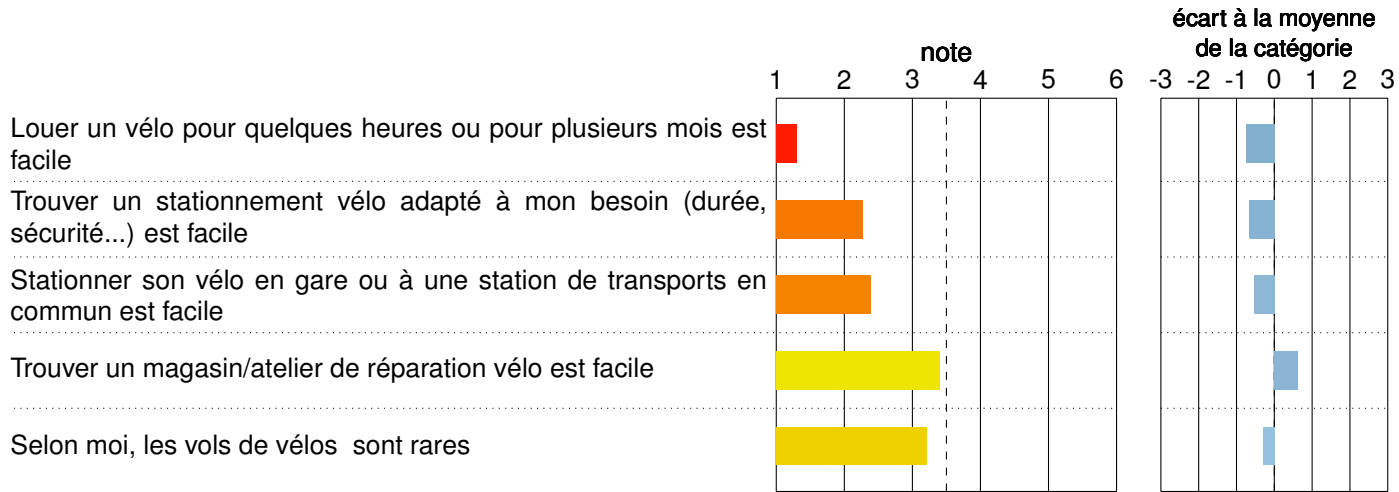 écart à la moyenne
note
de la catégorie
1 2 3 4 5 6
-3 -2 -1 0 1 2 3
Louer un vélo pour quelques heures ou pour plusieurs mois est
facile
Trouver un stationnement vélo adapté à mon besoin (durée,
sécurité...) est facile
Stationner son vélo en gare ou à une station de transports en
commun est facile
Trouver un magasin/atelier de réparation vélo est facile
Selon moi, les vols de vélos sont rares